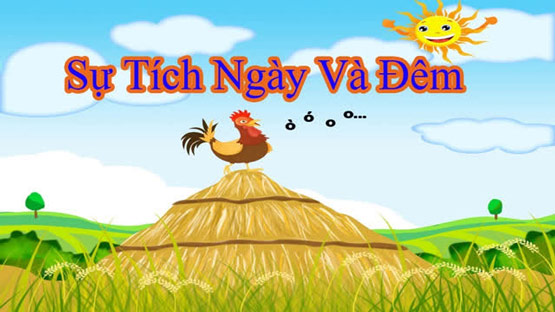 Sự Tích Ngày Và Đêm
ò ó o o...